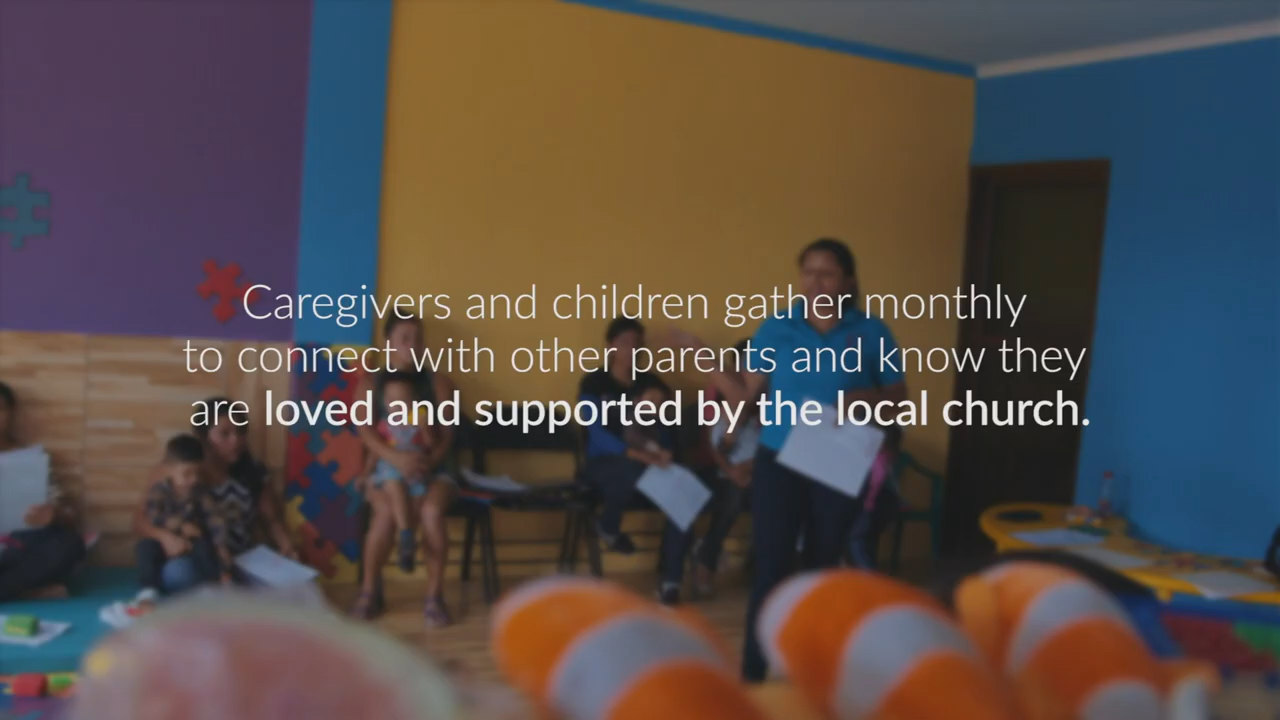 Caregivers and children gather monthly
to connect with other parents and know they
are loved and supported by the local church.